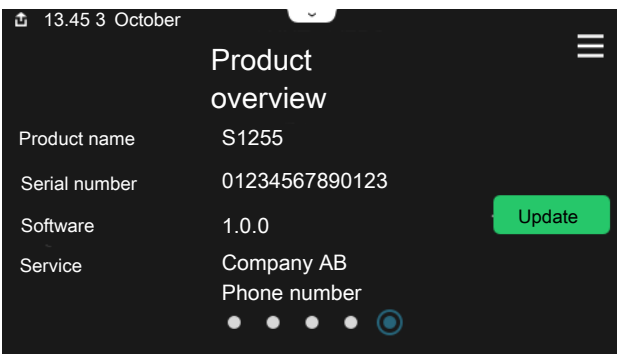 13.45 3 October
Product
overview
Product name S1255
Serial number 01234567890123
Software 1.0.0
Update
Service Company AB
Phone number